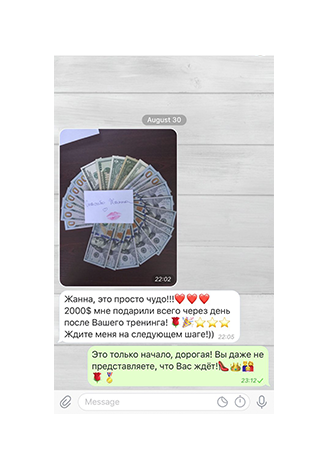 August 30
22:02
Жанна, это просто чудо!!!❤️❤️❤️
2000$ мне подарили всего через день
после Вашего тренинга! 🌹🎉⭐⭐⭐
Ждите меня на следующем шаге!))
22:05
Это только начало, дорогая! Вы даже не
представляете, что Вас ждёт!👠👑👯
🌹🏅
23:12
Message